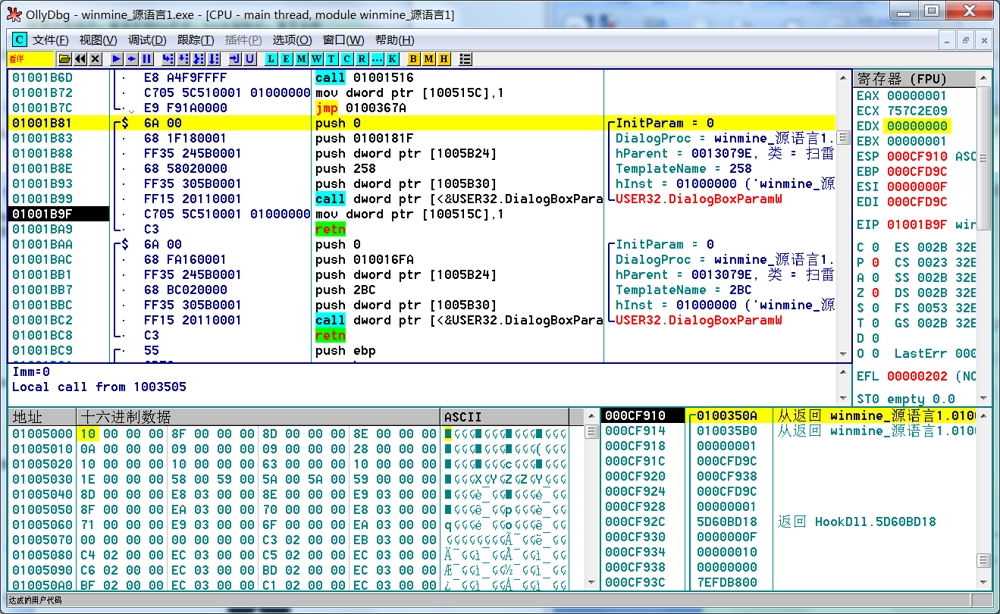 OllyDbg - winmine_源语言1.exe - [CPU - main thread, module winmine_源语言1]
C 文件(F) 视图(V) 调试(D) 跟踪(T) 插件(P) 选项(O) 窗口(W) 帮助(H)
暂停 L E M W T C R ... K B M H
01001B6D E8 A4F9FFFF call 01001516
01001B72 C705 5C510001 01000000 mov dword ptr [100515C],1
01001B7C E9 F91A0000 jmp 0100367A
01001B81 $ 6A 00 push 0 InitParam = 0
01001B83 68 1F180001 push 0100181F DialogProc = winmine_源语言1.
01001B88 FF35 245B0001 push dword ptr [1005B24] hParent = 0013079E, 类 = 扫雷
01001B8E 68 58020000 push 258 TemplateName = 258
01001B93 FF35 305B0001 push dword ptr [1005B30] hInst = 01000000 ('winmine_源
01001B99 FF15 20110001 call dword ptr [<&USER32.DialogBoxPara USER32.DialogBoxParamW
01001B9F C705 5C510001 01000000 mov dword ptr [100515C],1
01001BA9 C3 retn
01001BAA $ 6A 00 push 0 InitParam = 0
01001BAC 68 FA160001 push 010016FA DialogProc = winmine_源语言1.
01001BB1 FF35 245B0001 push dword ptr [1005B24] hParent = 0013079E, 类 = 扫雷
01001BB7 68 BC020000 push 2BC TemplateName = 2BC
01001BBC FF35 305B0001 push dword ptr [1005B30] hInst = 01000000 ('winmine_源
01001BC2 FF15 20110001 call dword ptr [<&USER32.DialogBoxPara USER32.DialogBoxParamW
01001BC8 C3 retn
01001BC9 55 push ebp
Imm=0
Local call from 1003505
寄存器 (FPU)
EAX 00000001
ECX 757C2E09
EDX 00000000
EBX 00000001
ESP 000CF910 ASC
EBP 000CFD9C
ESI 0000000F
EDI 000CFD9C
EIP 01001B9F win
C 0 ES 002B 32B
P 0 CS 0023 32B
A 0 SS 002B 32B
Z 0 DS 002B 32B
S 0 FS 0053 32B
T 0 GS 002B 32B
D 0
O 0 LastErr 000
EFL 00000202 (NO
ST0 empty 0.0
地址 十六进制数据 ASCII
01005000 10 00 00 00 8F 00 00 00 8D 00 00 00 8E 00 00 00
01005010 0A 00 00 00 09 00 00 00 09 00 00 00 28 00 00 00
01005020 10 00 00 00 10 00 00 00 63 00 00 00 10 00 00 00
01005030 1E 00 00 00 58 00 59 00 5A 00 5A 00 59 00 00 00
01005040 8D 00 00 00 E8 03 00 00 8E 00 00 00 E9 03 00 00
01005050 8F 00 00 00 EA 03 00 00 70 00 00 00 E8 03 00 00
01005060 71 00 00 00 E9 03 00 00 6F 00 00 00 EA 03 00 00
01005070 00 00 00 00 00 00 00 00 C3 02 00 00 EB 03 00 00
01005080 C4 02 00 00 EC 03 00 00 C5 02 00 00 EC 03 00 00
01005090 C6 02 00 00 EC 03 00 00 BD 02 00 00 EC 03 00 00
010050A0 BF 02 00 00 EC 03 00 00 C1 02 00 00 EC 03 00 00
000CF910 0100350A 从返回 winmine_源语言1.010
000CF914 010035B0 从返回 winmine_源语言1.010
000CF918 00000001
000CF91C 000CFD9C
000CF920 000CF938
000CF924 000CFD9C
000CF928 00000001
000CF92C 5D60BD18 返回 HookDll.5D60BD18
000CF930 0000000F
000CF934 00000010
000CF938 00000000
000CF93C 7EFDB800
达成的用户代码